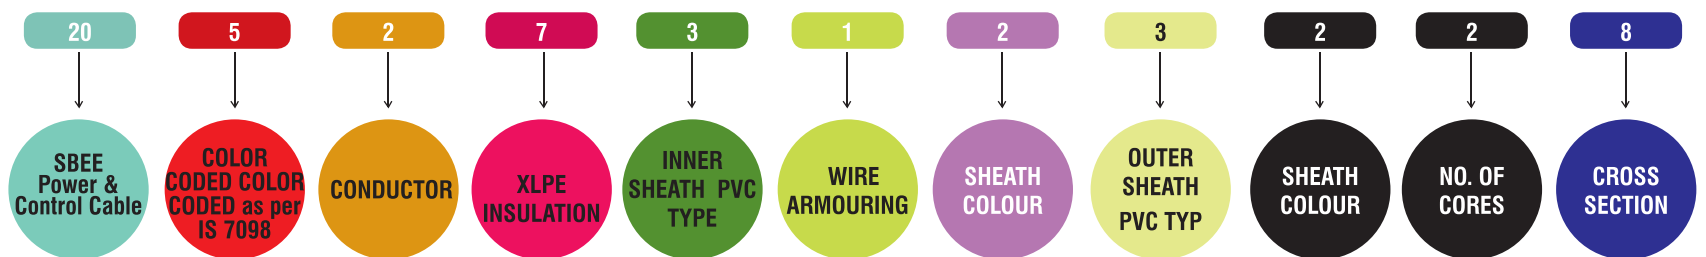 20 5 2 7 3 1 2 3 2 2 8
SBEE
Power &
Control Cable
COLOR
CODED COLOR
CODED as per
IS 7098
CONDUCTOR
XLPE
INSULATION
INNER
SHEATH PVC
TYPE
WIRE
ARMOURING
SHEATH
COLOUR
OUTER
SHEATH
PVC TYP
SHEATH
COLOUR
NO. OF
CORES
CROSS
SECTION